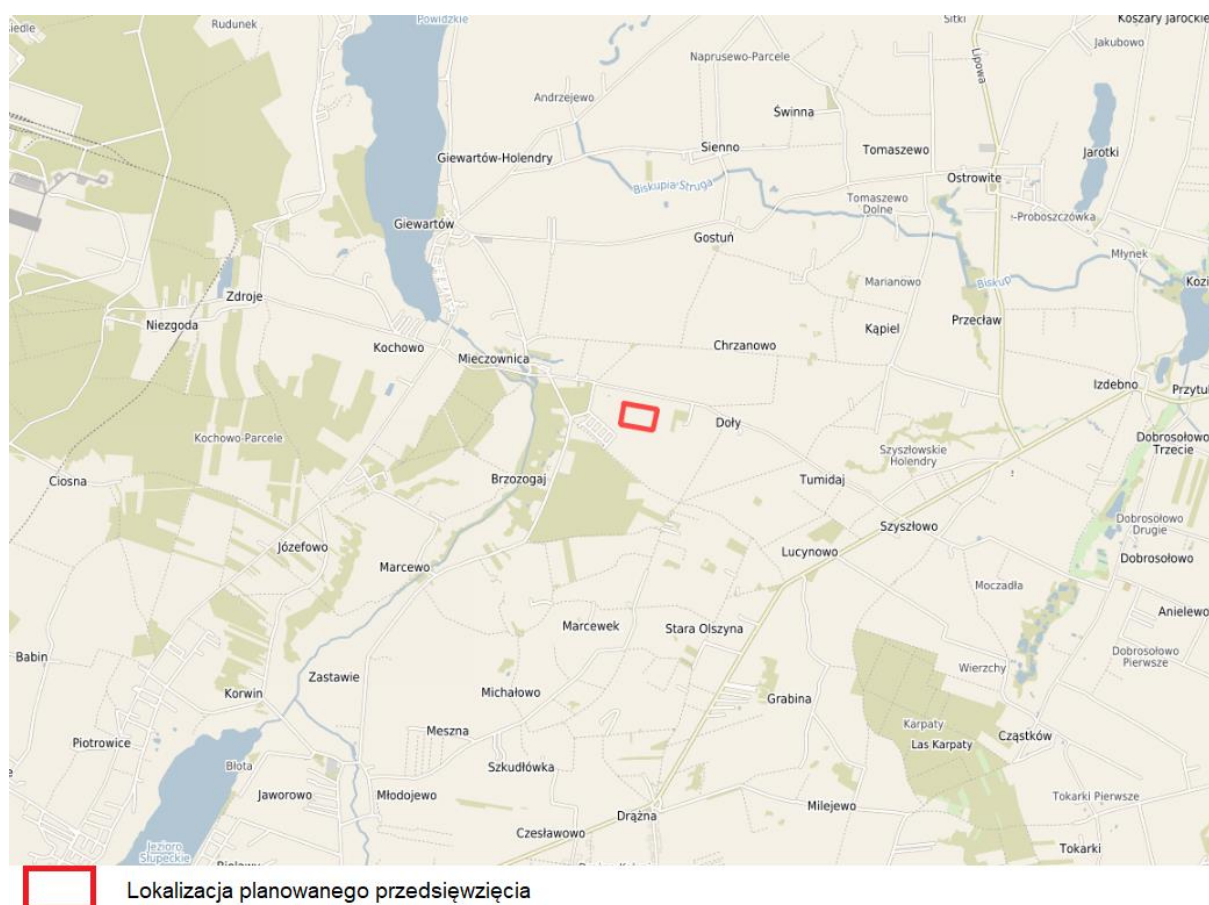 Rudunek
Powidzkie
Sitki
Koszary Jarockie
Jakubowo
Naprusewo-Parcele
Lipowa
Andrzejewo
Świnna
Giewartów-Holendry
Sienno
Tomaszewo
Jarotki
Ostrowite
Biskupia-Struga
Tomaszewo
Dolne
-Proboszczówka
Giewartów
Gostuń
Młynek
Marianowo
Biskup
Zdroje
Niezgoda
Przecław
Kąpiel
Kochowo
Mieczownica
Chrzanowo
Izdebno
Doły
Kochowo-Parcele
Szyszłowskie
Holendry
Dobrosołowo
Trzecie
Ciosna
Brzozogaj
Tumidaj
Szyszłowo
Dobrosołowo
Drugie
Józefowo
Lucynowo
Dobrosołowo
Marcewo
Moczadła
Anielewo
Marcewek
Stara Olszyna
Babin
Dobrosołowo
Pierwsze
Zastawie
Wierzchy
Korwin
Michałowo
Grabina
Karpaty
Cząstków
Piotrowice
Meszna
Las Karpaty
Błota
Szkudłówka
Jaworowo
Młodojewo
Tokarki Pierwsze
Milejewo
Drążna
Czesławowo
Jezioro
Słupeckie
Tokarki
Lokalizacja planowanego przedsięwzięcia